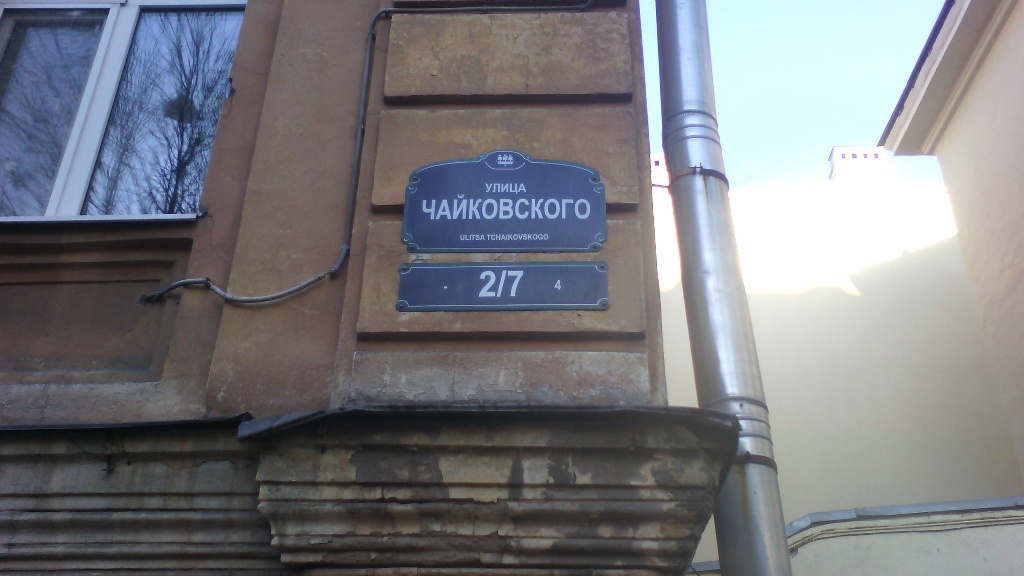 УЛИЦА
ЧАЙКОВСКОГО
ULITSA TCHAIKOVSKOGO
- 2/7 4